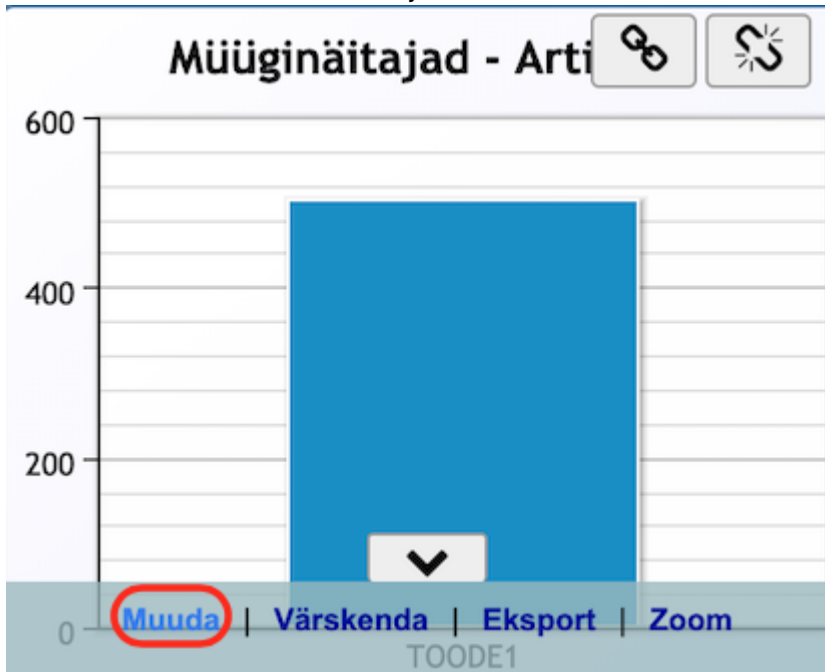 Müüginäitajad - Arti
600
400
200
0
Muuda | Värskenda | Eksport | Zoom
TOODE1